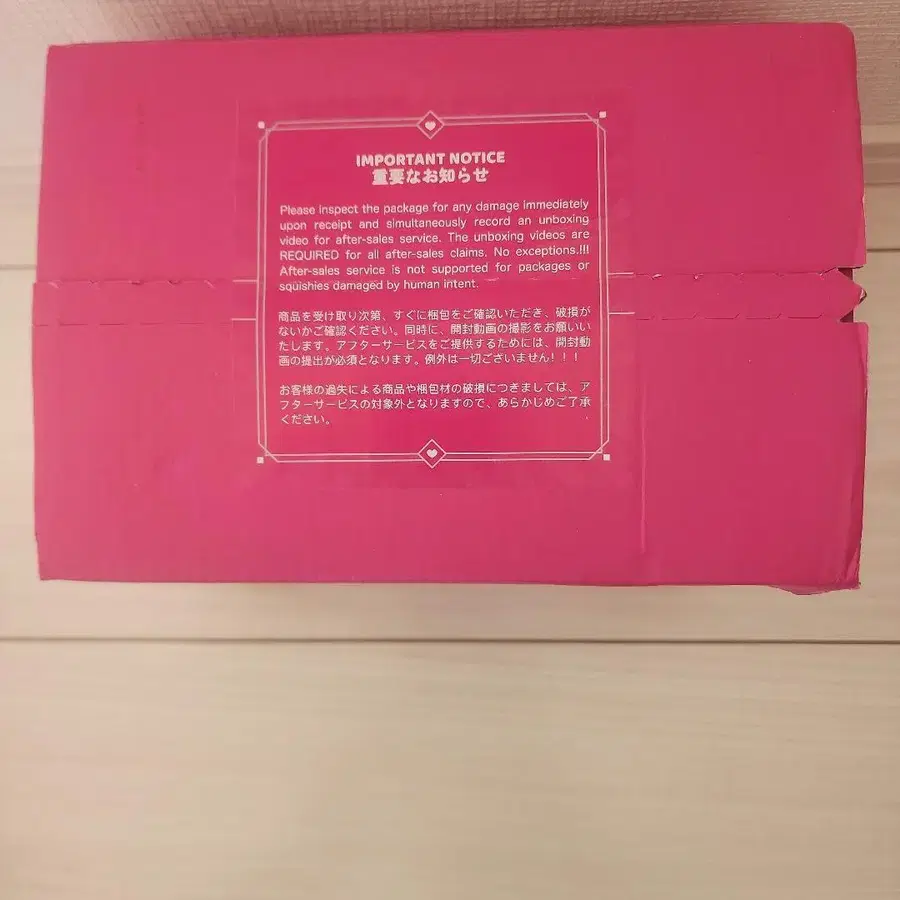 IMPORTANT NOTICE
重要なお知らせ
Please inspect the package for any damage immediately
upon receipt and simultaneously record an unboxing
video for after-sales service. The unboxing videos are
REQUIRED for all after-sales claims. No exceptions.!!!
After-sales service is not supported for packages or
squishies damaged by human intent.
商品を受け取り次第、すぐに梱包をご確認いただき、破損が
ないかご確認ください。同時に、開封動画の撮影をお願いい
たします。アフターサービスをご提供するためには、開封動
画の提出が必須となります。例外は一切ございません！！！
お客様の過失による商品や梱包材の破損につきましては、ア
フターサービスの対象外となりますので、あらかじめご了承
ください。